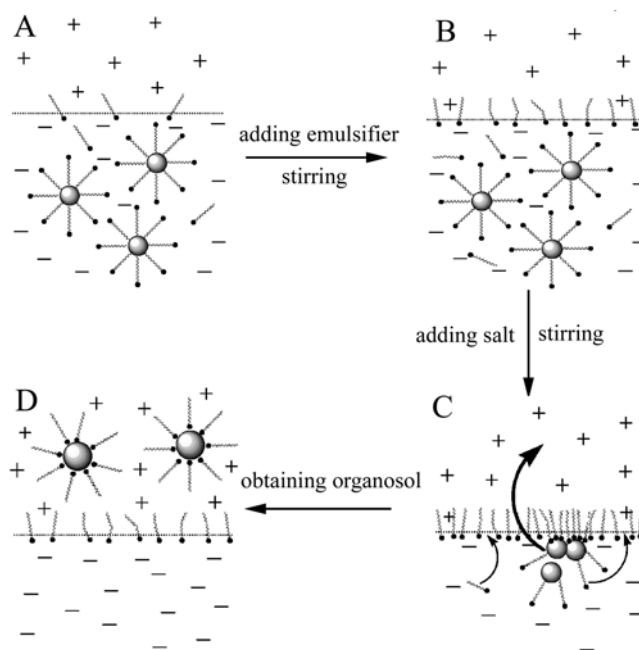 A
B
adding emulsifier
stirring
adding salt
stirring
D
C
obtaining organosol